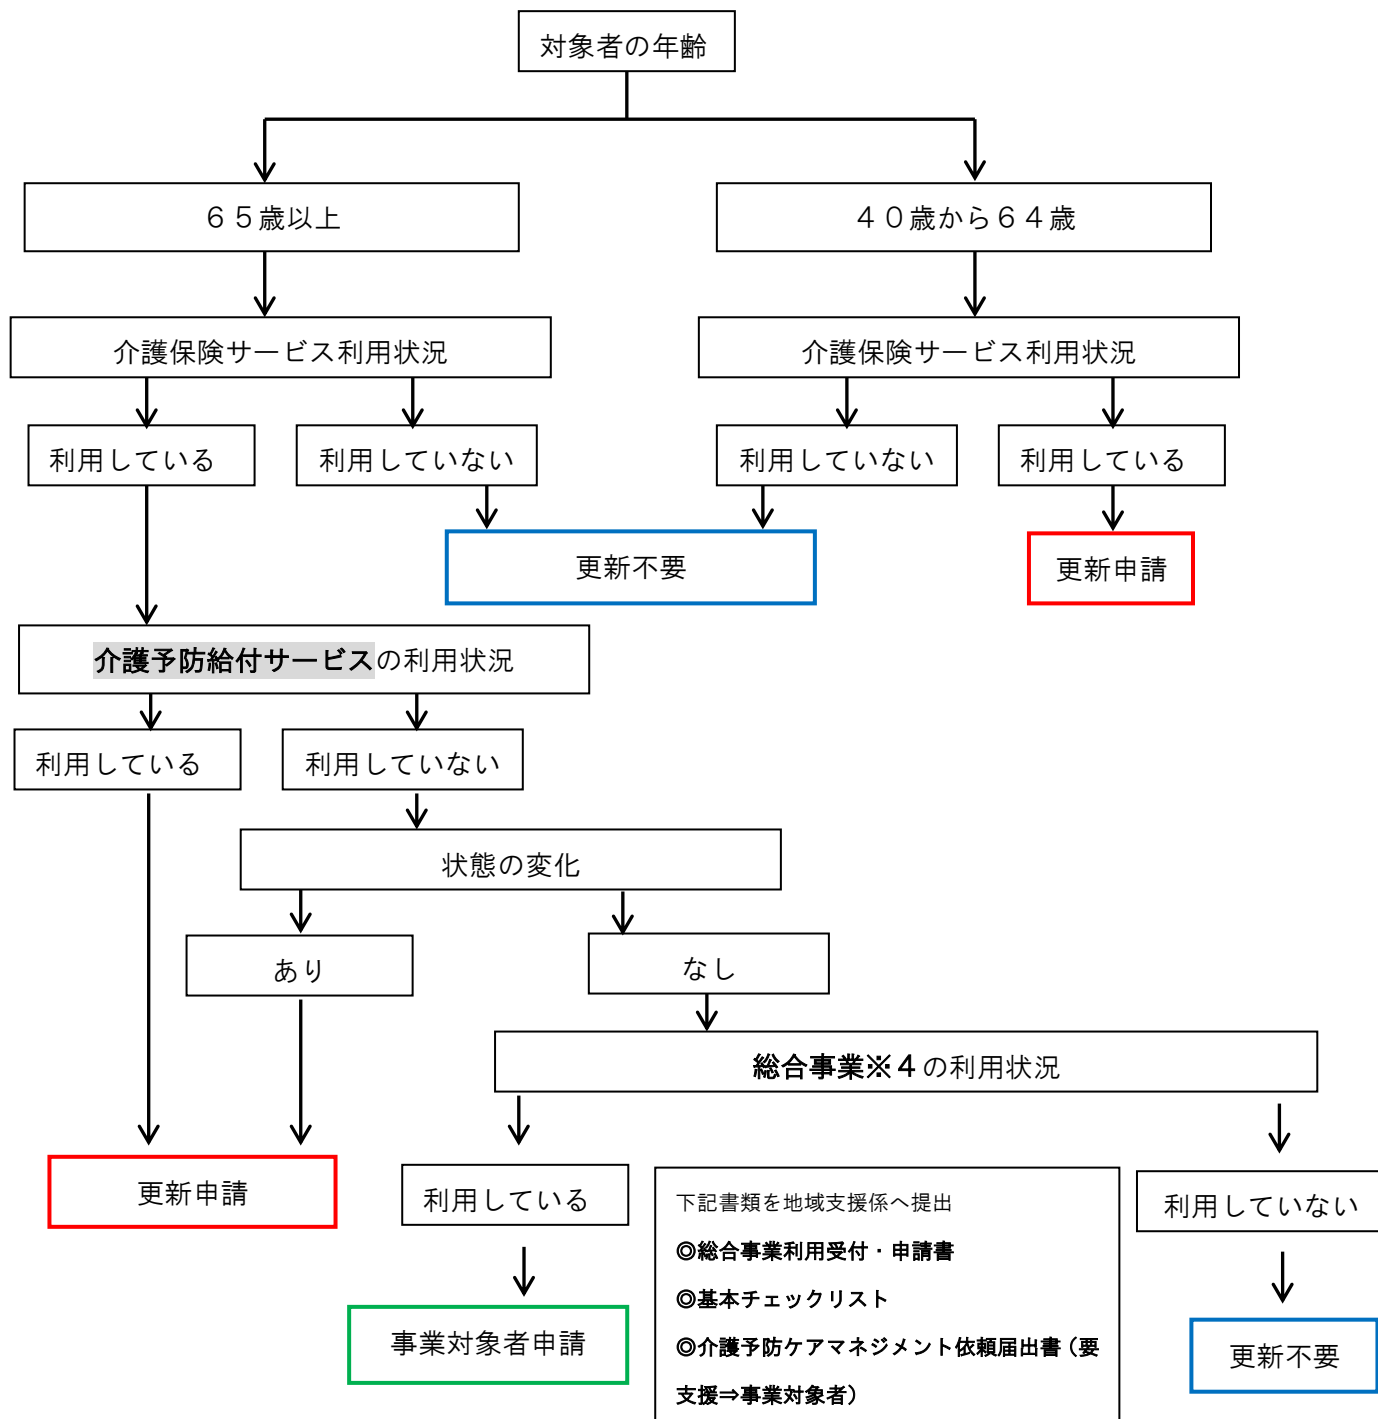 対象者の年齢
６５歳以上
４０歳から６４歳
介護保険サービス利用状況
介護保険サービス利用状況
利用している
利用していない
利用していない
利用している
更新不要
更新申請
介護予防給付サービスの利用状況
利用している
利用していない
状態の変化
あり
なし
総合事業※４の利用状況
更新申請
利用している
下記書類を地域支援係へ提出
◎総合事業利用受付・申請書
◎基本チェックリスト
◎介護予防ケアマネジメント依頼届出書（要
支援⇒事業対象者）
利用していない
事業対象者申請
更新不要